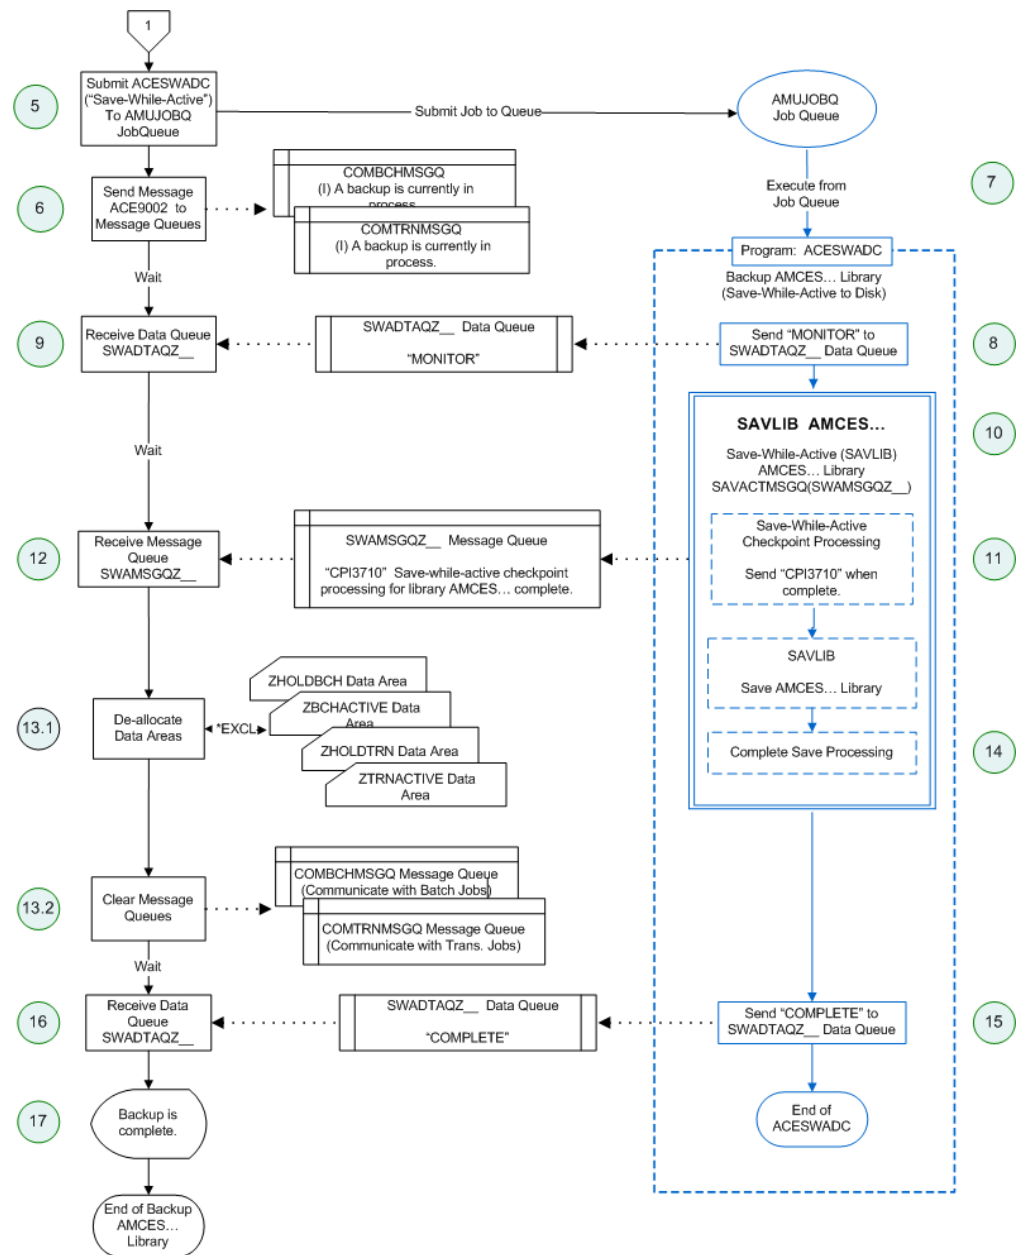 1
5
Submit ACESWADC
("Save-While-Active")
To AMUJOBQ
JobQueue
Submit Job to Queue
AMUJOBQ
Job Queue
7
Execute from
Job Queue
6
Send Message
ACE9002 to
Message Queues
COMBCHMSGQ
(I) A backup is currently in
process.
COMTRNMSGQ
(I) A backup is currently in
process.
Wait
Program: ACESWADC
Backup AMCES... Library
(Save-While-Active to Disk)
9
Receive Data Queue
SWADTAQZ__
SWADTAQZ__ Data Queue
"MONITOR"
Send "MONITOR" to
SWADTAQZ__ Data Queue
8
Wait
SAVLIB AMCES...
Save-While-Active (SAVLIB)
AMCES... Library
SAVACTMSGQ(SWAMSGQZ__)
10
12
Receive Message
Queue
SWAMSGQZ__
SWAMSGQZ__ Message Queue
"CPI3710" Save-while-active checkpoint
processing for library AMCES... complete.
Save-While-Active
Checkpoint Processing
Send "CPI3710" when
complete.
11
SAVLIB
Save AMCES... Library
13.1
De-allocate
Data Areas
*EXCL
ZHOLDBCH Data Area
ZBCHACTIVE Data
Area
ZHOLDTRN Data Area
ZTRNACTIVE Data
Area
Complete Save Processing
14
13.2
Clear Message
Queues
COMBCHMSGQ Message Queue
(Communicate with Batch Jobs)
COMTRNMSGQ Message Queue
(Communicate with Trans. Jobs)
Wait
16
Receive Data
Queue
SWADTAQZ__
SWADTAQZ__ Data Queue
"COMPLETE"
Send "COMPLETE" to
SWADTAQZ__ Data Queue
15
17
Backup is
complete.
End of
ACESWADC
End of Backup
AMCES...
Library